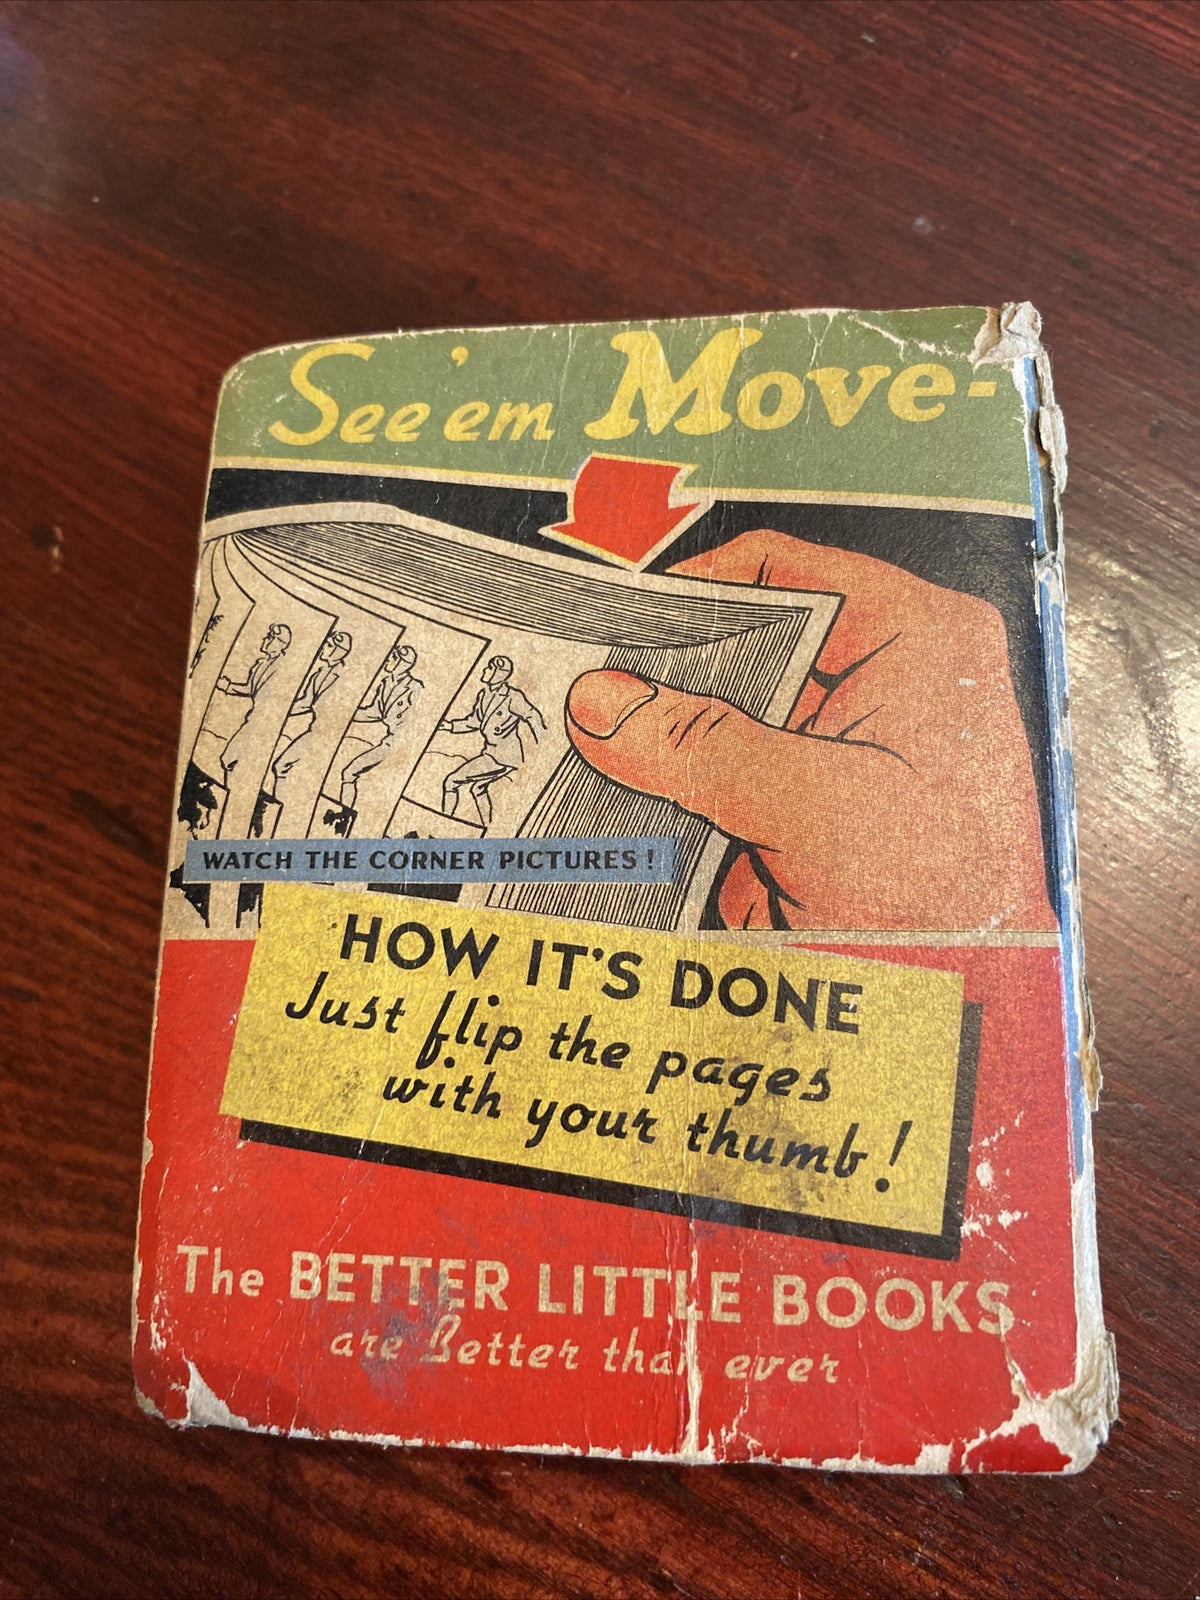 See 'em Move-
WATCH THE CORNER PICTURES!
HOW IT'S DONE
Just flip the pages
with your thumb!
The BETTER LITTLE BOOKS
are Better than ever